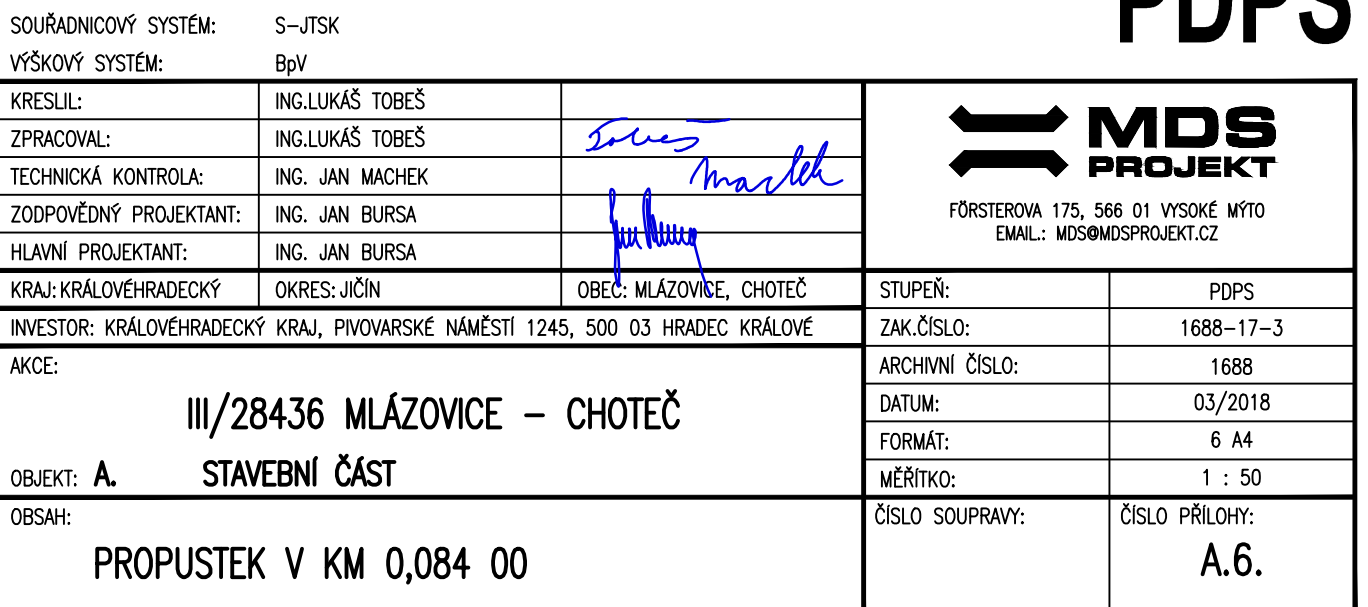 PDPS
SOUŘADNICOVÝ SYSTÉM: S-JTSK
VÝŠKOVÝ SYSTÉM: BpV
KRESLIL: ING.LUKÁŠ TOBEŠ
ZPRACOVAL: ING.LUKÁŠ TOBEŠ Tobeš
TECHNICKÁ KONTROLA: ING. JAN MACHEK Machek
ZODPOVĚDNÝ PROJEKTANT: ING. JAN BURSA
HLAVNÍ PROJEKTANT: ING. JAN BURSA
KRAJ: KRÁLOVÉHRADECKÝ OKRES: JIČÍN OBEC: MLÁZOVICE, CHOTEČ
INVESTOR: KRÁLOVÉHRADECKÝ KRAJ, PIVOVARSKÉ NÁMĚSTÍ 1245, 500 03 HRADEC KRÁLOVÉ
AKCE:
III/28436 MLÁZOVICE – CHOTEČ
OBJEKT: A. STAVEBNÍ ČÁST
OBSAH:
PROPUSTEK V KM 0,084 00
MDS
PROJEKT
FÖRSTEROVA 175, 566 01 VYSOKÉ MÝTO
EMAIL.: MDS@MDSPROJEKT.CZ
STUPEŇ: PDPS
ZAK.ČÍSLO: 1688-17-3
ARCHIVNÍ ČÍSLO: 1688
DATUM: 03/2018
FORMÁT: 6 A4
MĚŘÍTKO: 1 : 50
ČÍSLO SOUPRAVY: ČÍSLO PŘÍLOHY:
A.6.